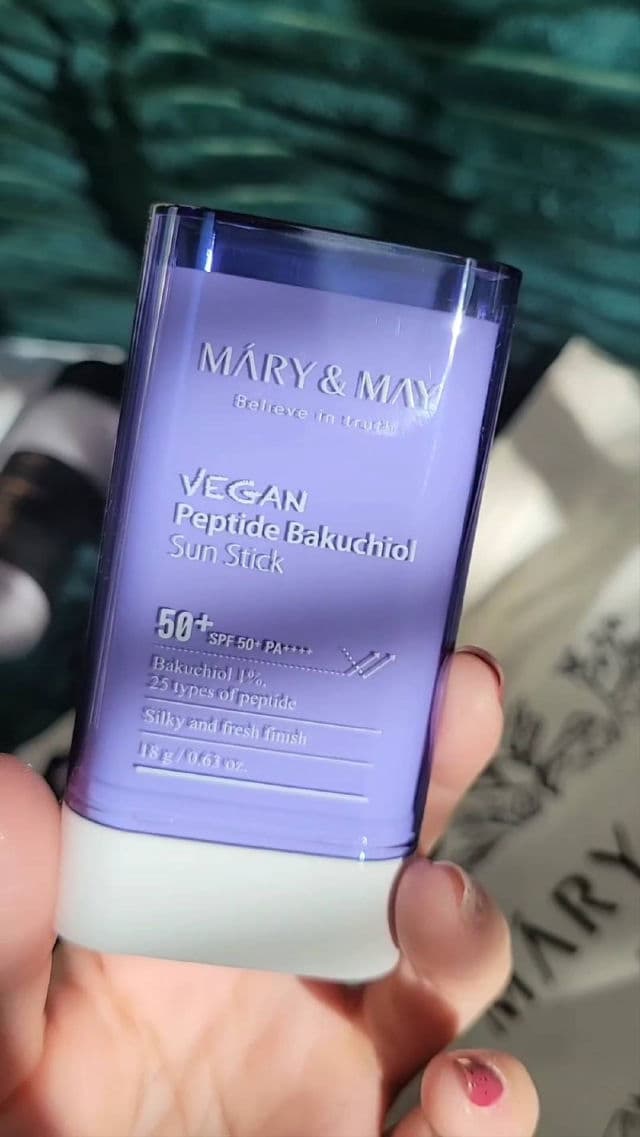 MÁRY & MAY
Believe in truth
VEGAN
Peptide Bakuchiol
Sun Stick
50+ SPF 50+ PA++++
Bakuchiol 1%,
25 types of peptide
Silky and fresh finish
18 g / 0.63 oz.
MÁRY